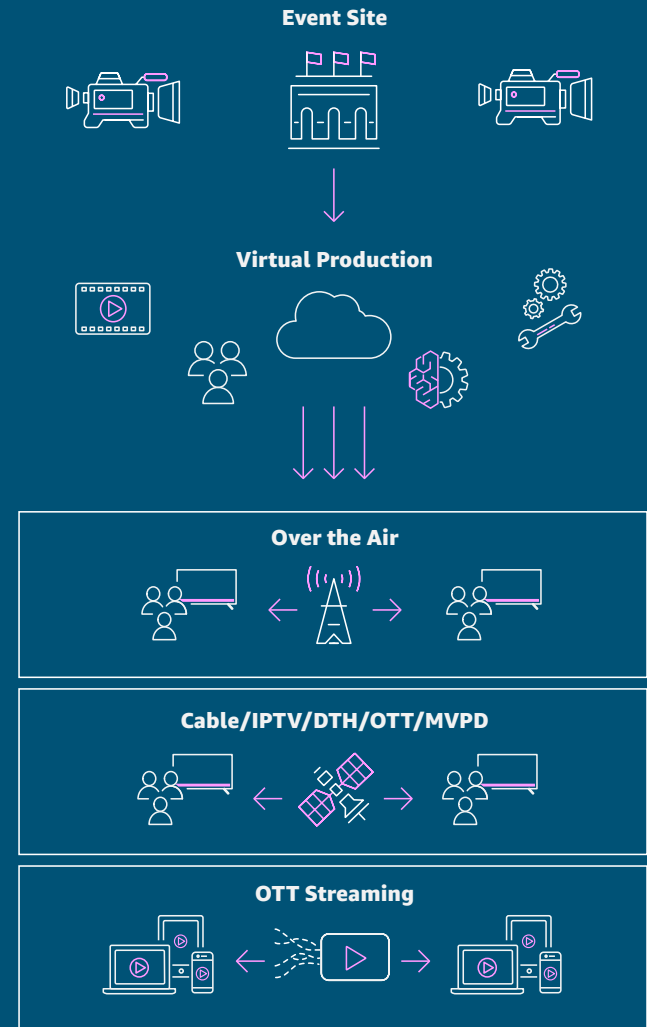 Event Site
Virtual Production
Over the Air
Cable/IPTV/DTH/OTT/MVPD
OTT Streaming